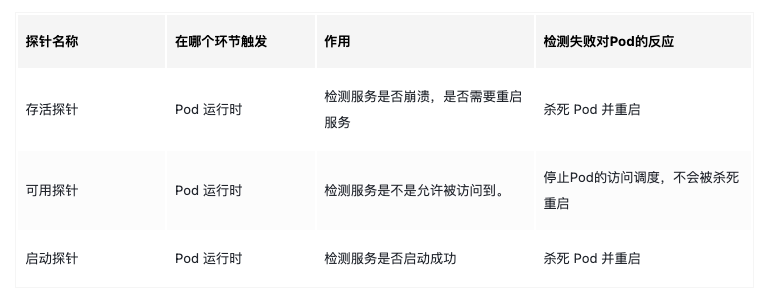 探针名称 在哪个环节触发 作用 检测失败对Pod的反应
存活探针 Pod 运行时 检测服务是否崩溃，是否需要重启
服务 杀死 Pod 并重启
可用探针 Pod 运行时 检测服务是不是允许被访问到。 停止Pod的访问调度，不会被杀死
重启
启动探针 Pod 运行时 检测服务是否启动成功 杀死 Pod 并重启